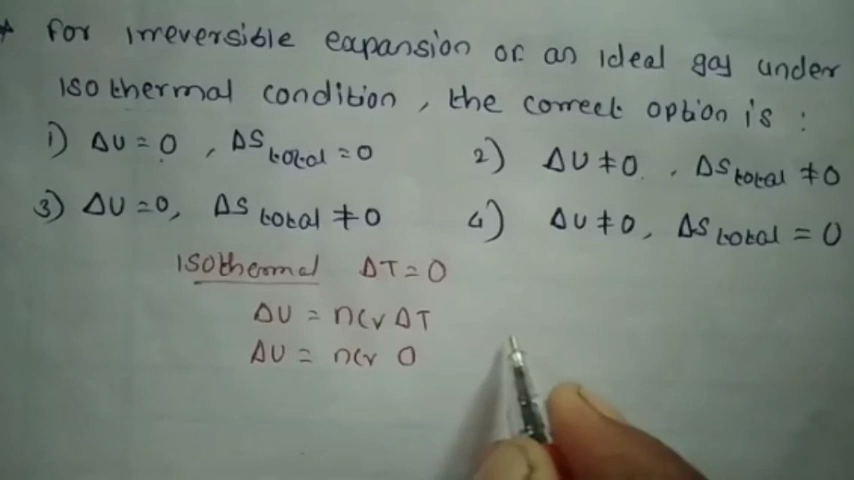 * For irreversible expansion of an ideal gas under
isothermal condition, the correct option is :
1) ΔU = 0, ΔS total = 0 2) ΔU ≠ 0, ΔS total ≠ 0
3) ΔU = 0, ΔS total ≠ 0 4) ΔU ≠ 0, ΔS total = 0
Isothermal ΔT = 0
ΔU = nCv ΔT
ΔU = nCv 0